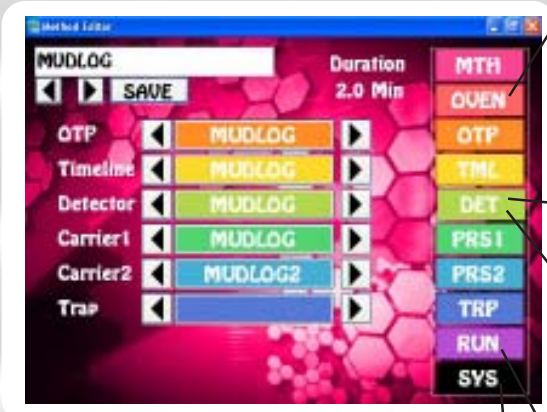 Method Editor
MUDLOG
SAVE
Duration
2.0 Min
OTP MUDLOG
Timeline MUDLOG
Detector MUDLOG
Carrier1 MUDLOG
Carrier2 MUDLOG2
Trap
MTH
OVEN
OTP
TML
DET
PRS1
PRS2
TRP
RUN
SYS